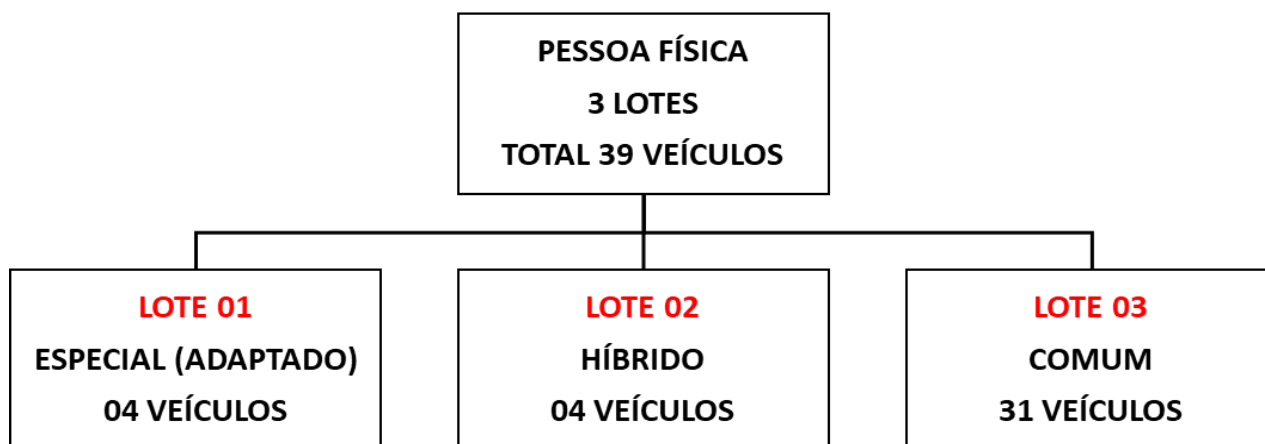 PESSOA FÍSICA
3 LOTES
TOTAL 39 VEÍCULOS
LOTE 01
ESPECIAL (ADAPTADO)
04 VEÍCULOS
LOTE 02
HÍBRIDO
04 VEÍCULOS
LOTE 03
COMUM
31 VEÍCULOS